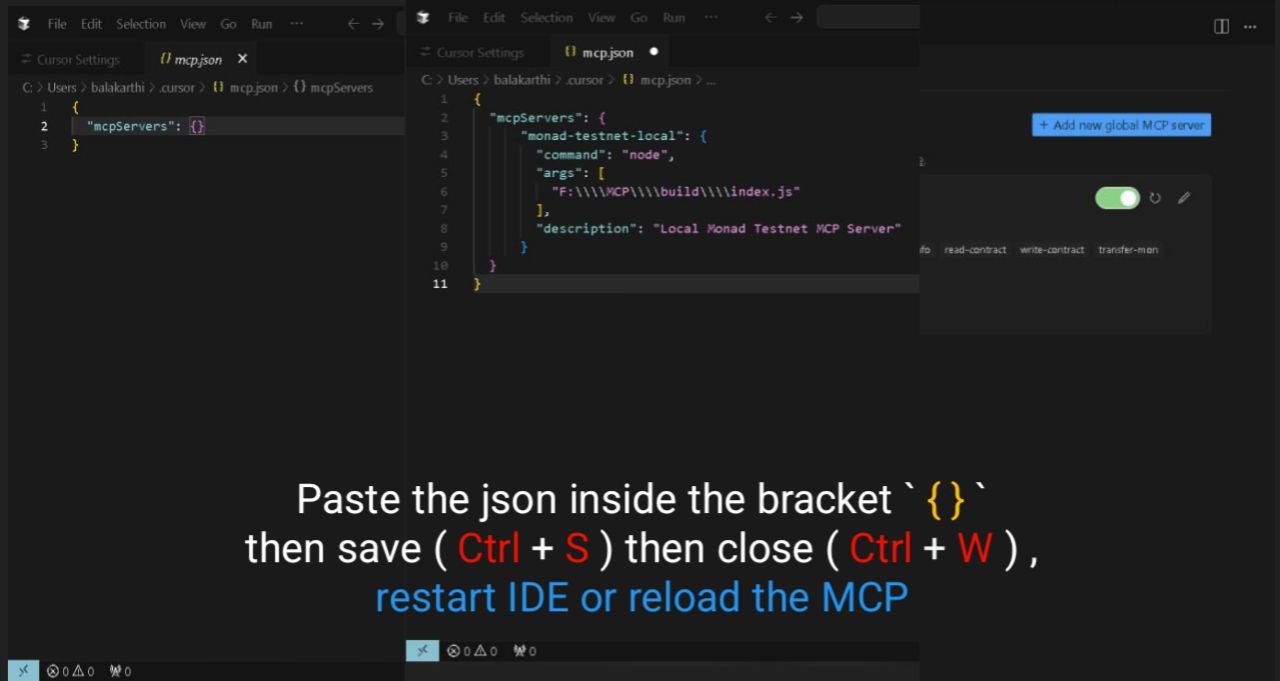 File Edit Selection View Go Run ...
Cursor Settings {} mcp.json
C: > Users > balakarthi > .cursor > {} mcp.json > {} mcpServers
1 {
2 "mcpServers": {}
3 }
0 0 0
File Edit Selection View Go Run ...
Cursor Settings {} mcp.json
C: > Users > balakarthi > .cursor > {} mcp.json > ...
1 {
2 "mcpServers": {
3 "monad-testnet-local": {
4 "command": "node",
5 "args": [
6 "F:\\\\MCP\\\\build\\\\index.js"
7 ],
8 "description": "Local Monad Testnet MCP Server"
9 }
10 }
11 }
0 0 0
+ Add new global MCP server
read-contract write-contract transfer-mon
Paste the json inside the bracket ` {} `
then save ( Ctrl + S ) then close ( Ctrl + W ) ,
restart IDE or reload the MCP